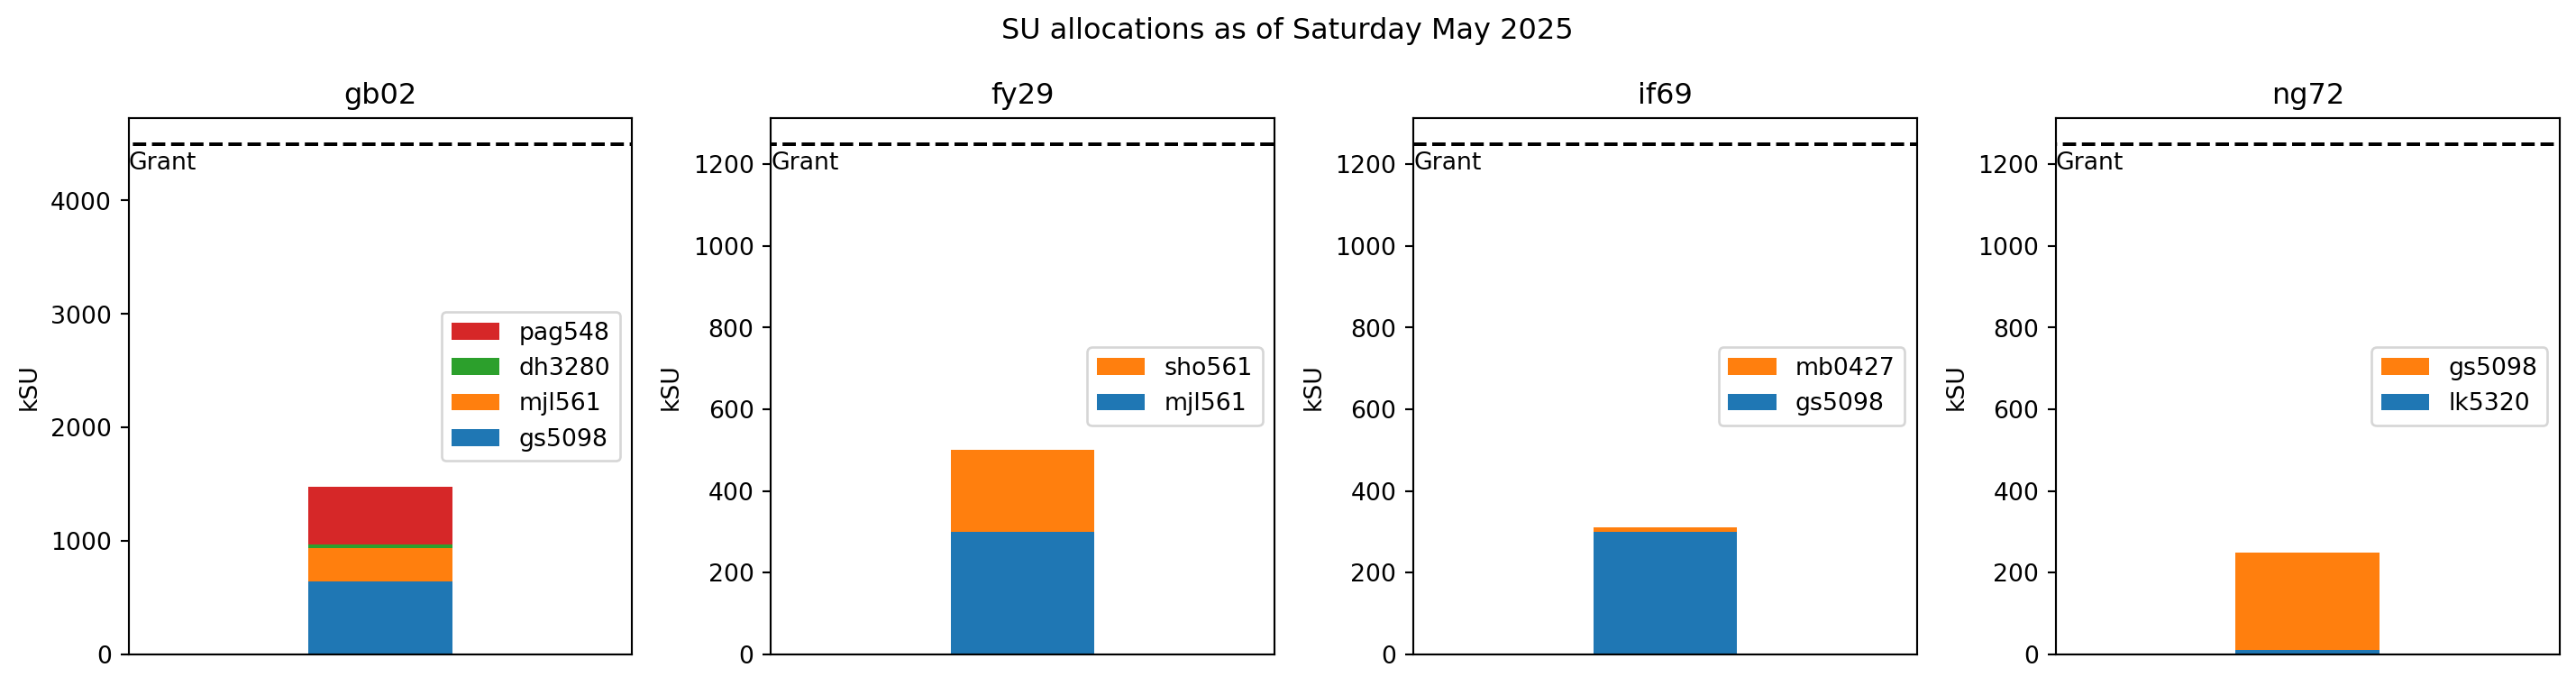 SU allocations as of Saturday May 2025
gb02
Grant
4000
3000
2000
1000
0
kSU
pag548
dh3280
mjl561
gs5098
fy29
Grant
1200
1000
800
600
400
200
0
kSU
sho561
mjl561
if69
Grant
1200
1000
800
600
400
200
0
kSU
mb0427
gs5098
ng72
Grant
1200
1000
800
600
400
200
0
kSU
gs5098
lk5320